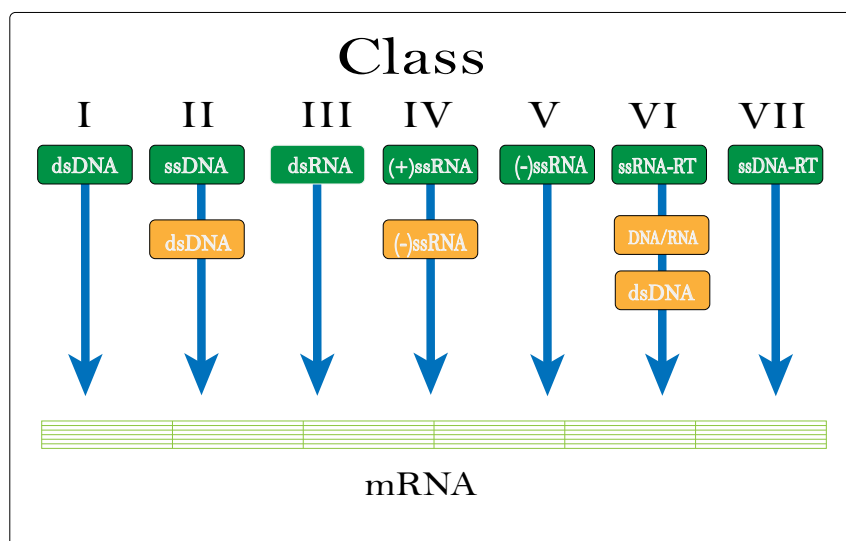 Class
I II III IV V VI VII
dsDNA ssDNA dsRNA (+)ssRNA (-)ssRNA ssRNA-RT ssDNA-RT
dsDNA (-)ssRNA DNA/RNA
dsDNA
mRNA